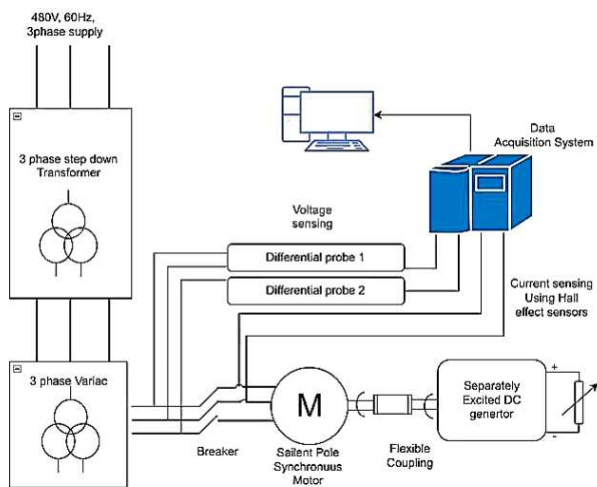 480V, 60Hz,
3phase supply
3 phase step down
Transformer
Data
Acquisition System
Voltage
sensing
Differential probe 1
Differential probe 2
Current sensing
Using Hall
effect sensors
3 phase Variac
M
Separately
Excited DC
genertor
+
-
Breaker
Sailent Pole
Synchronuus
Motor
Flexible
Coupling